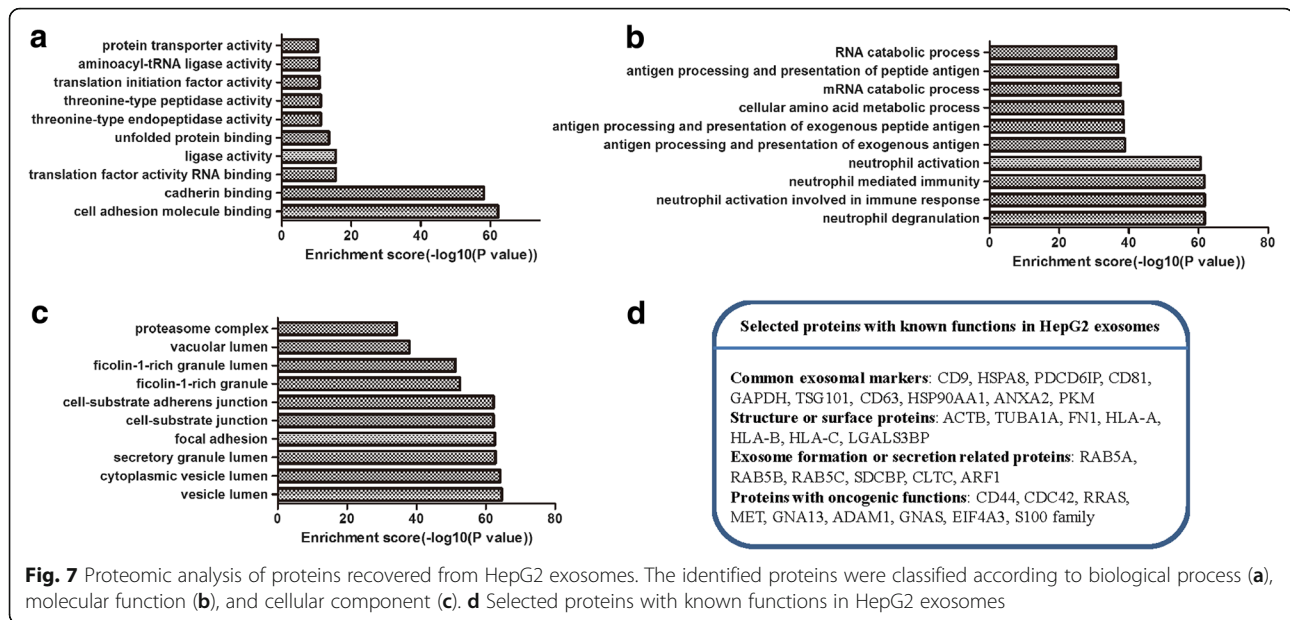 a
protein transporter activity
aminoacyl-tRNA ligase activity
translation initiation factor activity
threonine-type peptidase activity
threonine-type endopeptidase activity
unfolded protein binding
ligase activity
translation factor activity RNA binding
cadherin binding
cell adhesion molecule binding
0 20 40 60
Enrichment score(-log10(P value))
b
RNA catabolic process
antigen processing and presentation of peptide antigen
mRNA catabolic process
cellular amino acid metabolic process
antigen processing and presentation of exogenous peptide antigen
antigen processing and presentation of exogenous antigen
neutrophil activation
neutrophil mediated immunity
neutrophil activation involved in immune response
neutrophil degranulation
0 20 40 60 80
Enrichment score(-log10(P value))
c
proteasome complex
vacuolar lumen
ficolin-1-rich granule lumen
ficolin-1-rich granule
cell-substrate adherens junction
cell-substrate junction
focal adhesion
secretory granule lumen
cytoplasmic vesicle lumen
vesicle lumen
0 20 40 60 80
Enrichment score(-log10(P value))
d
Selected proteins with known functions in HepG2 exosomes
Common exosomal markers: CD9, HSPA8, PDCD6IP, CD81,
GAPDH, TSG101, CD63, HSP90AA1, ANXA2, PKM
Structure or surface proteins: ACTB, TUBA1A, FN1, HLA-A,
HLA-B, HLA-C, LGALS3BP
Exosome formation or secretion related proteins: RAB5A,
RAB5B, RAB5C, SDCBP, CLTC, ARF1
Proteins with oncogenic functions: CD44, CDC42, RRAS,
MET, GNA13, ADAM1, GNAS, EIF4A3, S100 family
Fig. 7 Proteomic analysis of proteins recovered from HepG2 exosomes. The identified proteins were classified according to biological process (a),
molecular function (b), and cellular component (c). d Selected proteins with known functions in HepG2 exosomes